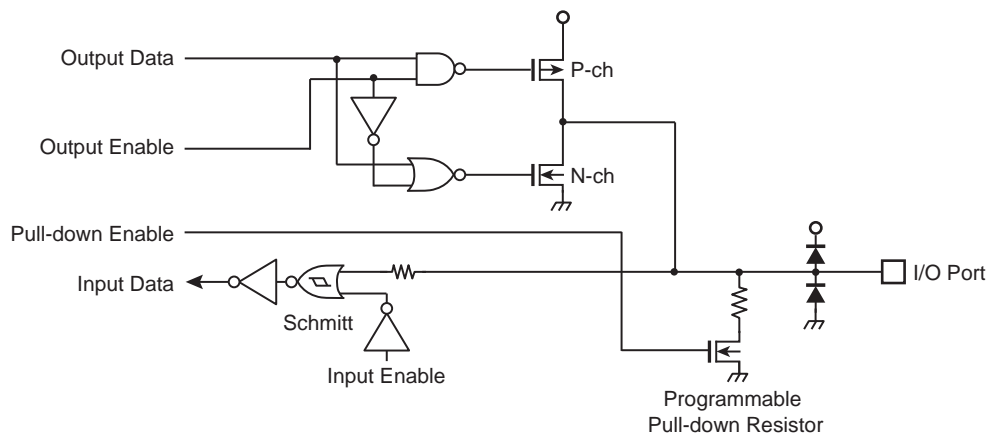 Output Data
P-ch
Output Enable
N-ch
Pull-down Enable
Input Data
I/O Port
Schmitt
Input Enable
Programmable
Pull-down Resistor